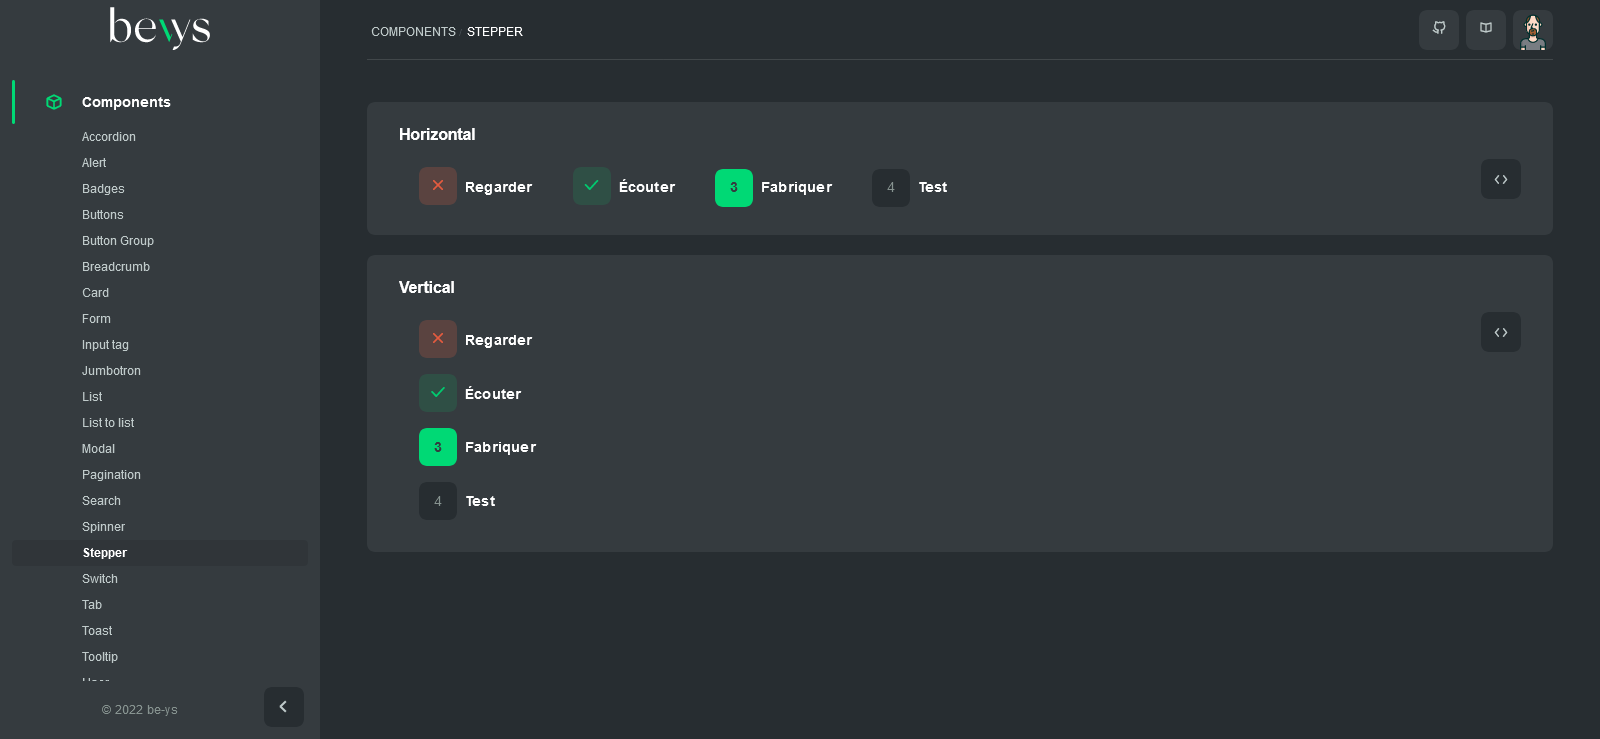 be-ys
COMPONENTS / STEPPER
Components
Accordion
Alert
Badges
Buttons
Button Group
Breadcrumb
Card
Form
Input tag
Jumbotron
List
List to list
Modal
Pagination
Search
Spinner
Stepper
Switch
Tab
Toast
Tooltip
© 2022 be-ys
Horizontal
Regarder
Écouter
3 Fabriquer
4 Test
Vertical
Regarder
Écouter
3 Fabriquer
4 Test